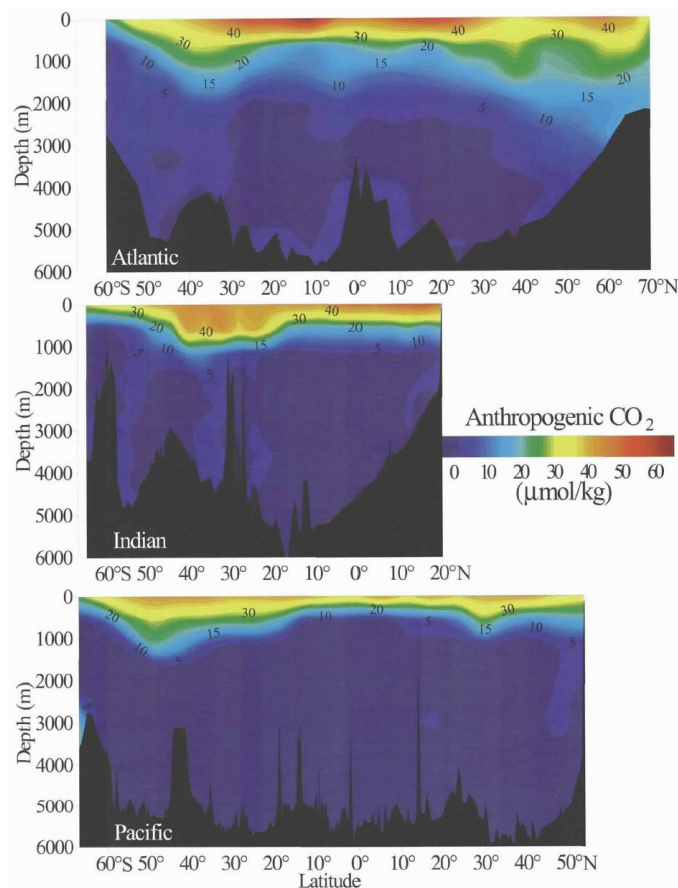 0
1000
2000
3000
4000
5000
6000
Depth (m)
40 40 30 40
30 30 20
10 20 10 15 20
5 15 5 15
10
Atlantic
60°S 50° 40° 30° 20° 10° 0° 10° 20° 30° 40° 50° 60° 70°N
0
1000
2000
3000
4000
5000
6000
Depth (m)
30 30
20 40 20
5 10 15 10
5 5
Indian
60°S 50° 40° 30° 20° 10° 0° 10° 20°N
Anthropogenic CO₂
0 10 20 30 40 50 60
(μmol/kg)
0
1000
2000
3000
4000
5000
6000
Depth (m)
20 30 10 20 30
10 15 5 15 10
5 5
5
Pacific
60°S 50° 40° 30° 20° 10° 0° 10° 20° 30° 40° 50°N
Latitude